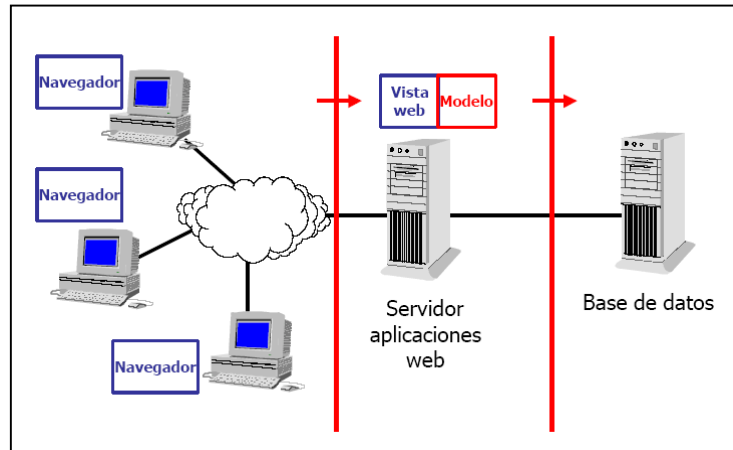 Navegador
Navegador
Navegador
Vista
web
Modelo
Servidor
aplicaciones
web
Base de datos